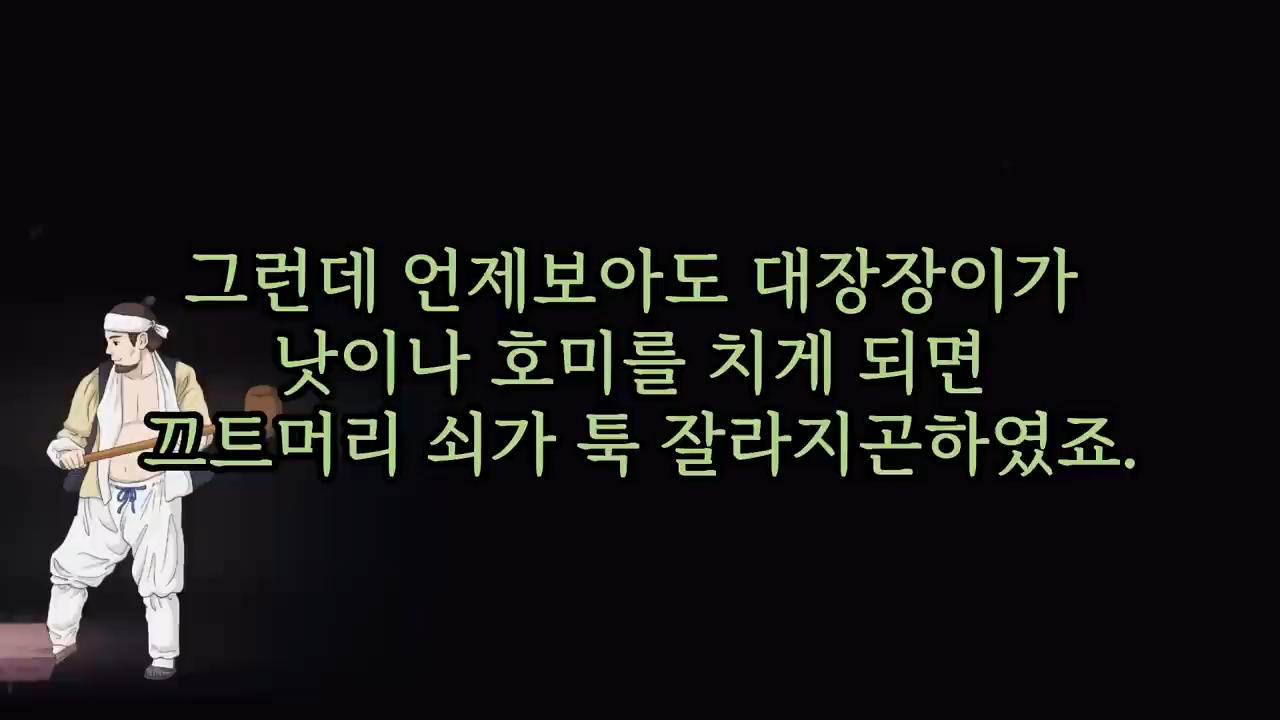 그런데 언제보아도 대장장이가
낫이나 호미를 치게 되면
끄트머리 쇠가 툭 잘라지곤하였죠.